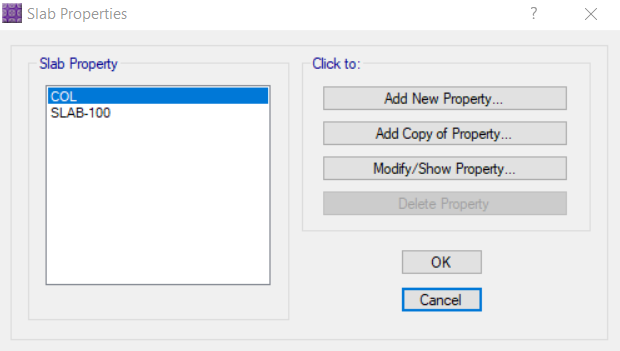 Slab Properties
?
Slab Property
COL
SLAB-100
Click to:
Add New Property...
Add Copy of Property...
Modify/Show Property...
Delete Property
OK
Cancel